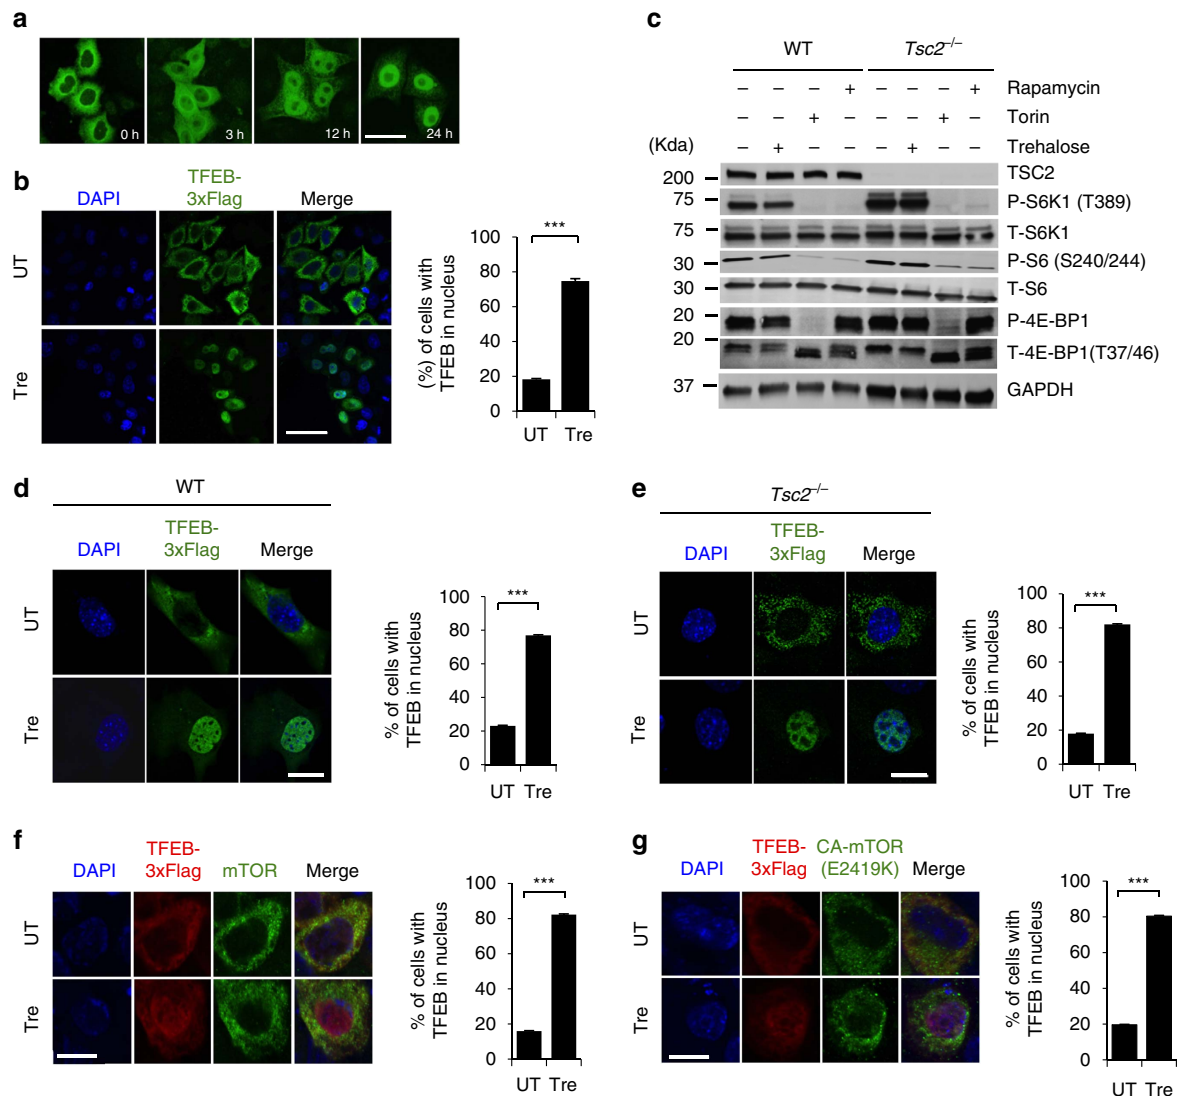 a
0 h
3 h
12 h
24 h
b
DAPI
TFEB-
3xFlag
Merge
UT
Tre
(%) of cells with
TFEB in nucleus
100
80
60
40
20
0
***
UT Tre
c
WT
Tsc2–/–
– – – + – – – + Rapamycin
– – + – – – + – Torin
– + – – – + – – Trehalose
(Kda)
200 TSC2
75 P-S6K1 (T389)
75 T-S6K1
30 P-S6 (S240/244)
30 T-S6
20 P-4E-BP1
20 T-4E-BP1(T37/46)
37 GAPDH
d
WT
DAPI
TFEB-
3xFlag
Merge
UT
Tre
% of cells with
TFEB in nucleus
100
80
60
40
20
0
***
UT Tre
e
Tsc2–/–
DAPI
TFEB-
3xFlag
Merge
UT
Tre
% of cells with
TFEB in nucleus
100
80
60
40
20
0
***
UT Tre
f
DAPI
TFEB-
3xFlag
mTOR
Merge
UT
Tre
% of cells with
TFEB in nucleus
100
80
60
40
20
0
***
UT Tre
g
DAPI
TFEB-
3xFlag
CA-mTOR
(E2419K)
Merge
UT
Tre
% of cells with
TFEB in nucleus
100
80
60
40
20
0
***
UT Tre